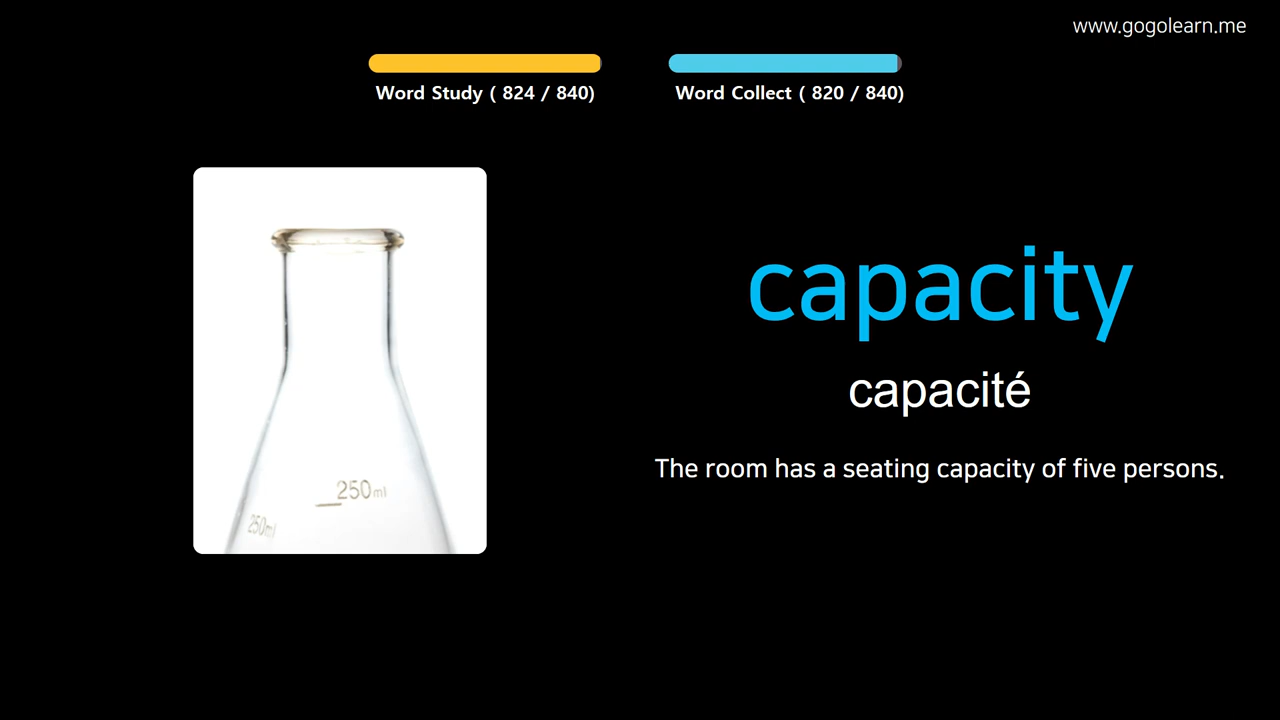 www.gogolearn.me
Word Study ( 824 / 840)
Word Collect ( 820 / 840)
capacity
capacité
The room has a seating capacity of five persons.
250ml
250ml